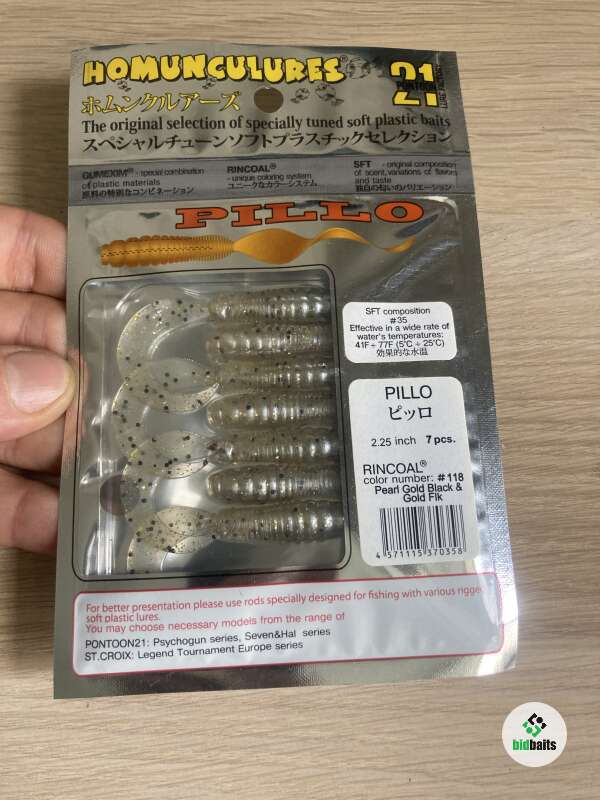 HOMUNCULURES®
ホムンクルアーズ
21
PONTOON
The original selection of specially tuned soft plastic baits
スペシャルチューンソフトプラスチックセレクション
GUMEXIM® - special combination
of plastic materials
原料の特別なコンビネーション
RINCOAL®
- unique coloring system
ユニークなカラーシステム
SFT - original composition
of scent, variations of flavors
and taste
独自の匂いのバリエーション
PILLO
SFT composition
#35
Effective in a wide rate of
water's temperatures:
41F ÷ 77F (5°C ÷ 25°C)
効果的な水温
PILLO
ピッロ
2.25 inch 7 pcs.
RINCOAL®
color number: #118
Pearl Gold Black &
Gold Flk
4 571115 370358
For better presentation please use rods specially designed for fishing with various rigged
soft plastic lures.
You may choose necessary models from the range of
PONTOON21: Psychogun series, Seven&Hal series
ST.CROIX: Legend Tournament Europe series
bidbaits